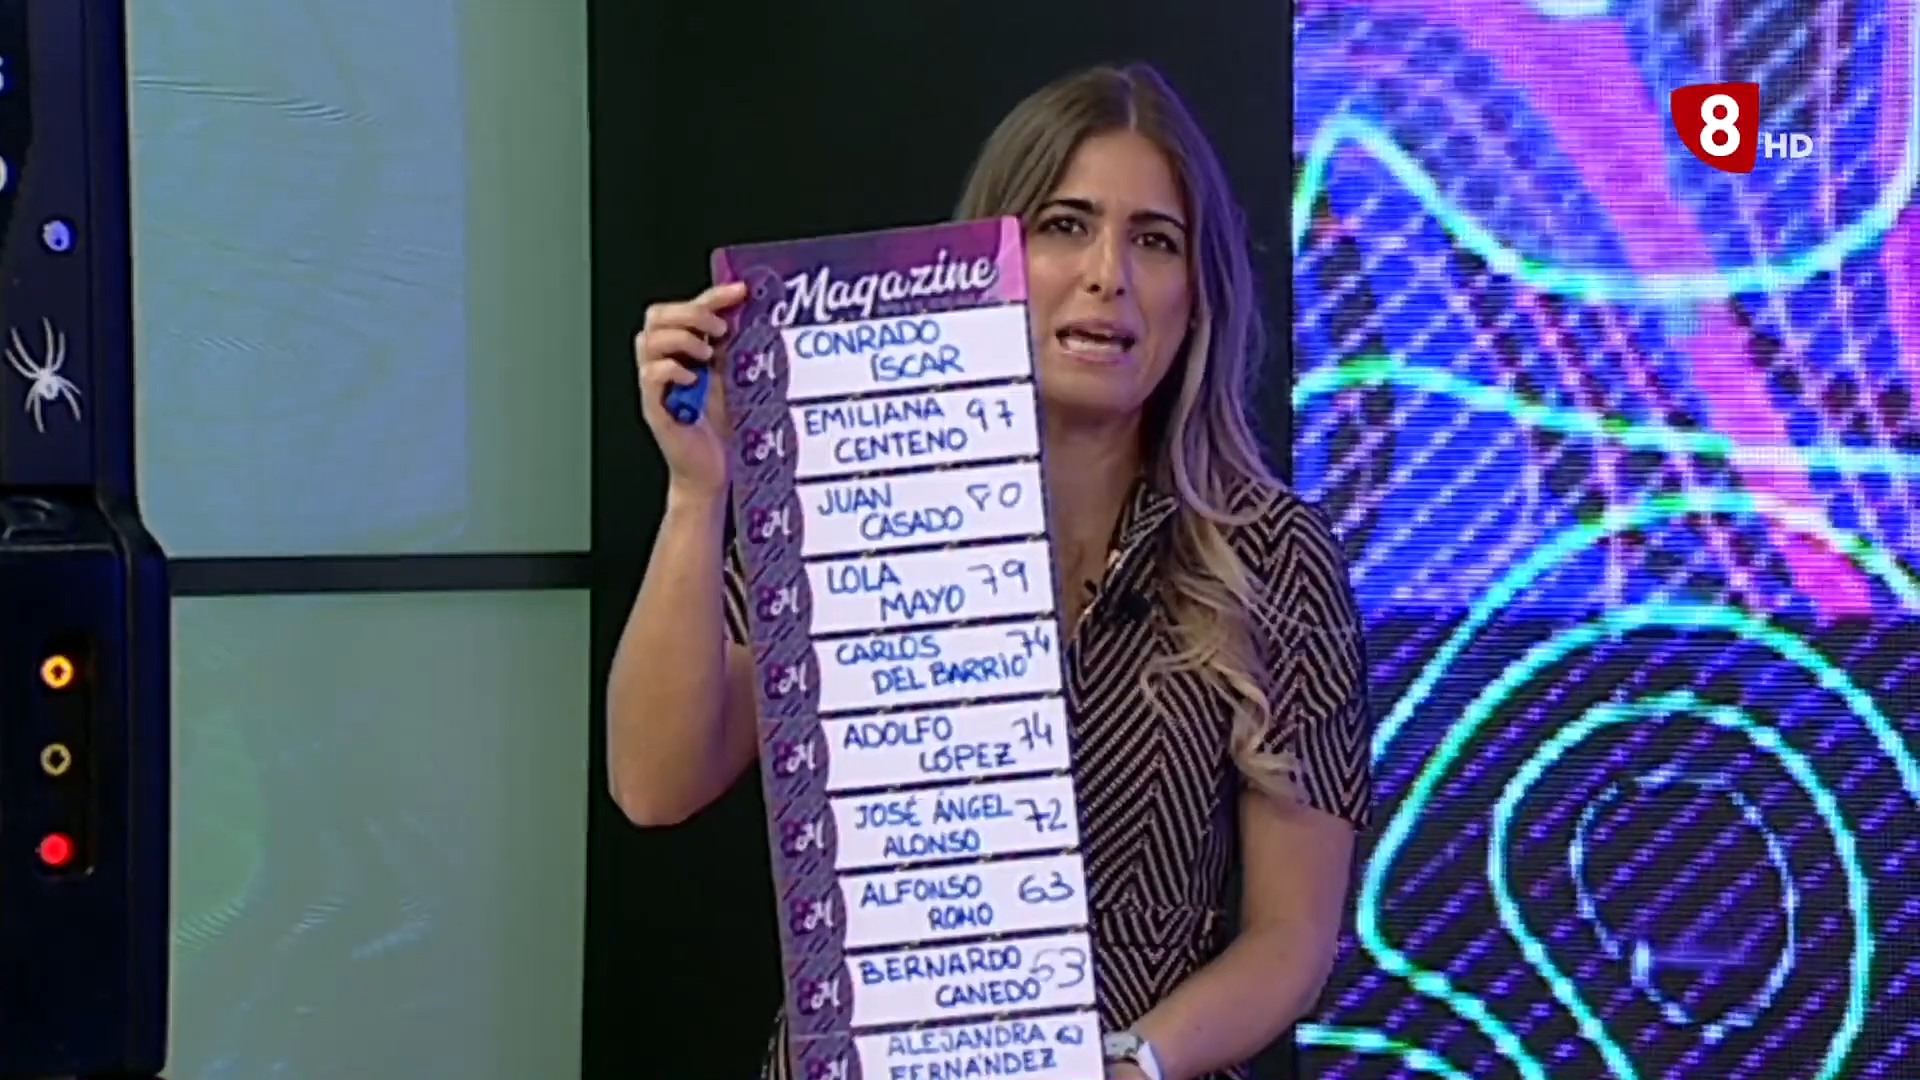 8 HD
Magazine
CONRADO
ÍSCAR
EMILIANA 97
CENTENO
JUAN 80
CASADO
LOLA 79
MAYO
CARLOS 74
DEL BARRIO
ADOLFO 74
LÓPEZ
JOSÉ ÁNGEL 72
ALONSO
ALFONSO 63
ROMO
BERNARDO 63
CANEDO
ALEJANDRA
FERNÁNDEZ